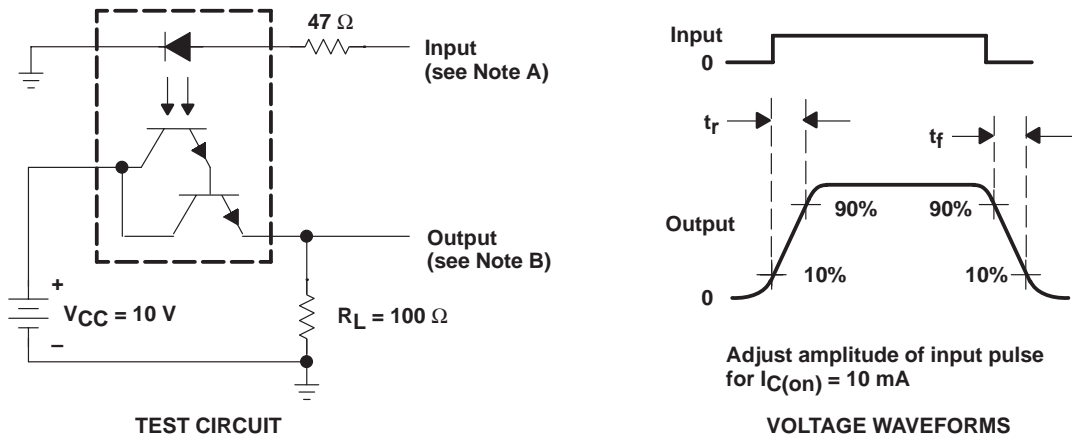 47 Ω
Input
(see Note A)
Output
(see Note B)
+
VCC = 10 V
–
RL = 100 Ω
TEST CIRCUIT
Input
0
tr
tf
90%
90%
Output
10%
10%
0
Adjust amplitude of input pulse
for IC(on) = 10 mA
VOLTAGE WAVEFORMS